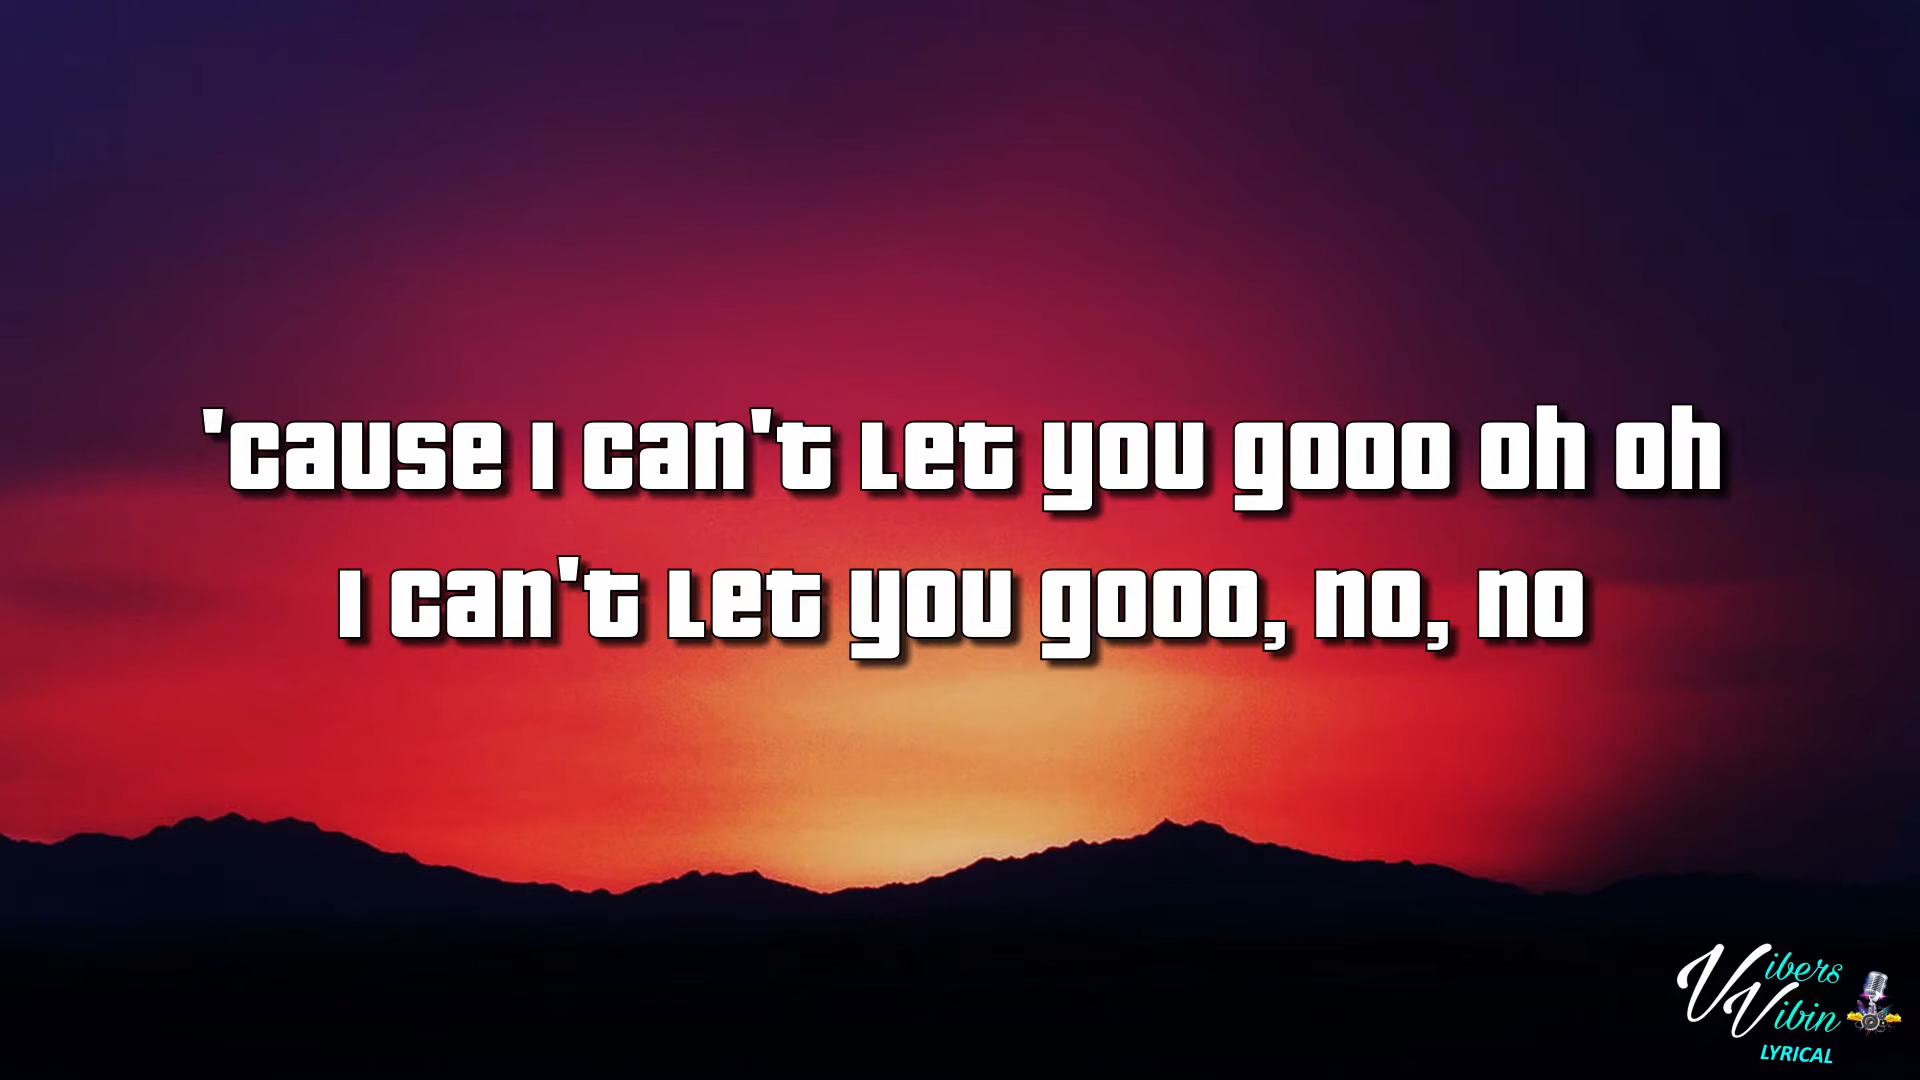 'cause I can't let you gooo oh oh
I can't let you gooo, no, no
Vibers
Vibin
LYRICAL